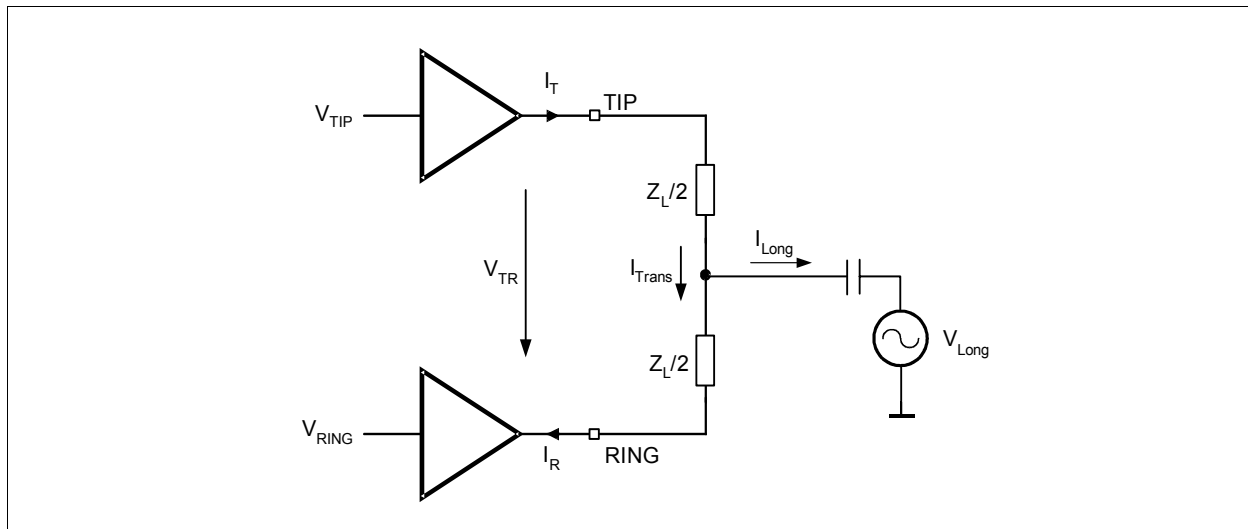 I_T
TIP
V_TIP
Z_L/2
I_Long
I_Trans
V_TR
V_Long
Z_L/2
V_RING
I_R
RING